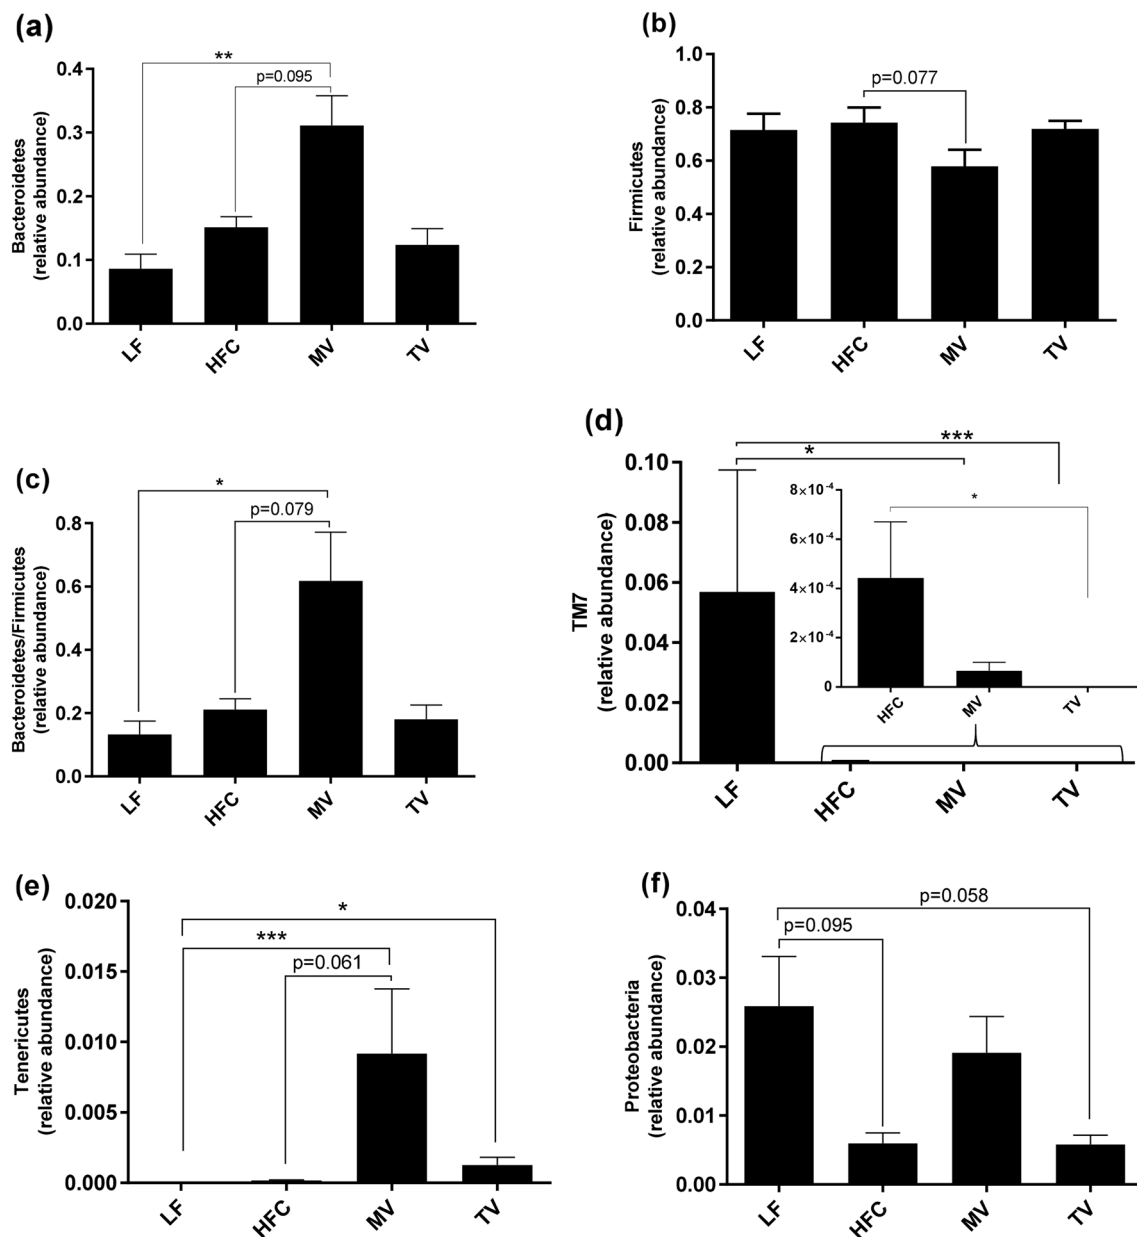 (a)
**
p=0.095
0.4
0.3
0.2
0.1
0.0
Bacteroidetes
(relative abundance)
LF
HFC
MV
TV
(b)
p=0.077
1.0
0.8
0.6
0.4
0.2
0.0
Firmicutes
(relative abundance)
LF
HFC
MV
TV
(c)
*
p=0.079
0.8
0.6
0.4
0.2
0.0
Bacteroidetes/Firmicutes
(relative abundance)
LF
HFC
MV
TV
(d)
***
*
0.10
0.08
0.06
0.04
0.02
0.00
TM7
(relative abundance)
8×10-4
6×10-4
4×10-4
2×10-4
0
*
HFC
MV
TV
LF
HFC
MV
TV
(e)
*
***
p=0.061
0.020
0.015
0.010
0.005
0.000
Tenericutes
(relative abundance)
LF
HFC
MV
TV
(f)
p=0.058
p=0.095
0.04
0.03
0.02
0.01
0.00
Proteobacteria
(relative abundance)
LF
HFC
MV
TV